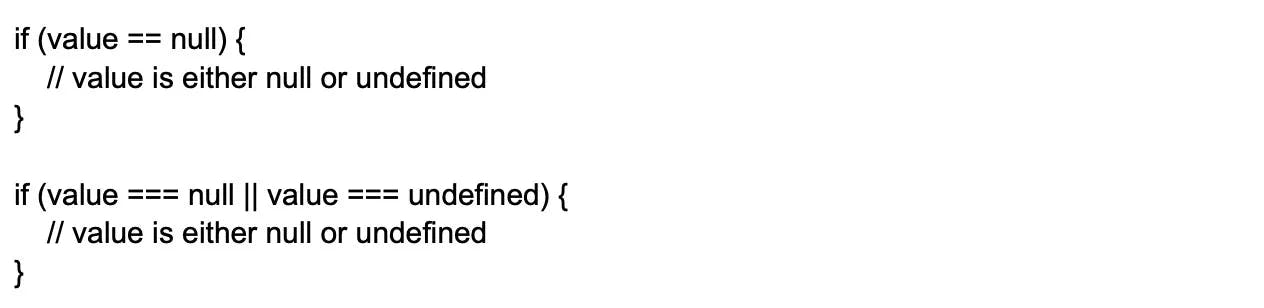 if (value == null) {
// value is either null or undefined
}
if (value === null || value === undefined) {
// value is either null or undefined
}